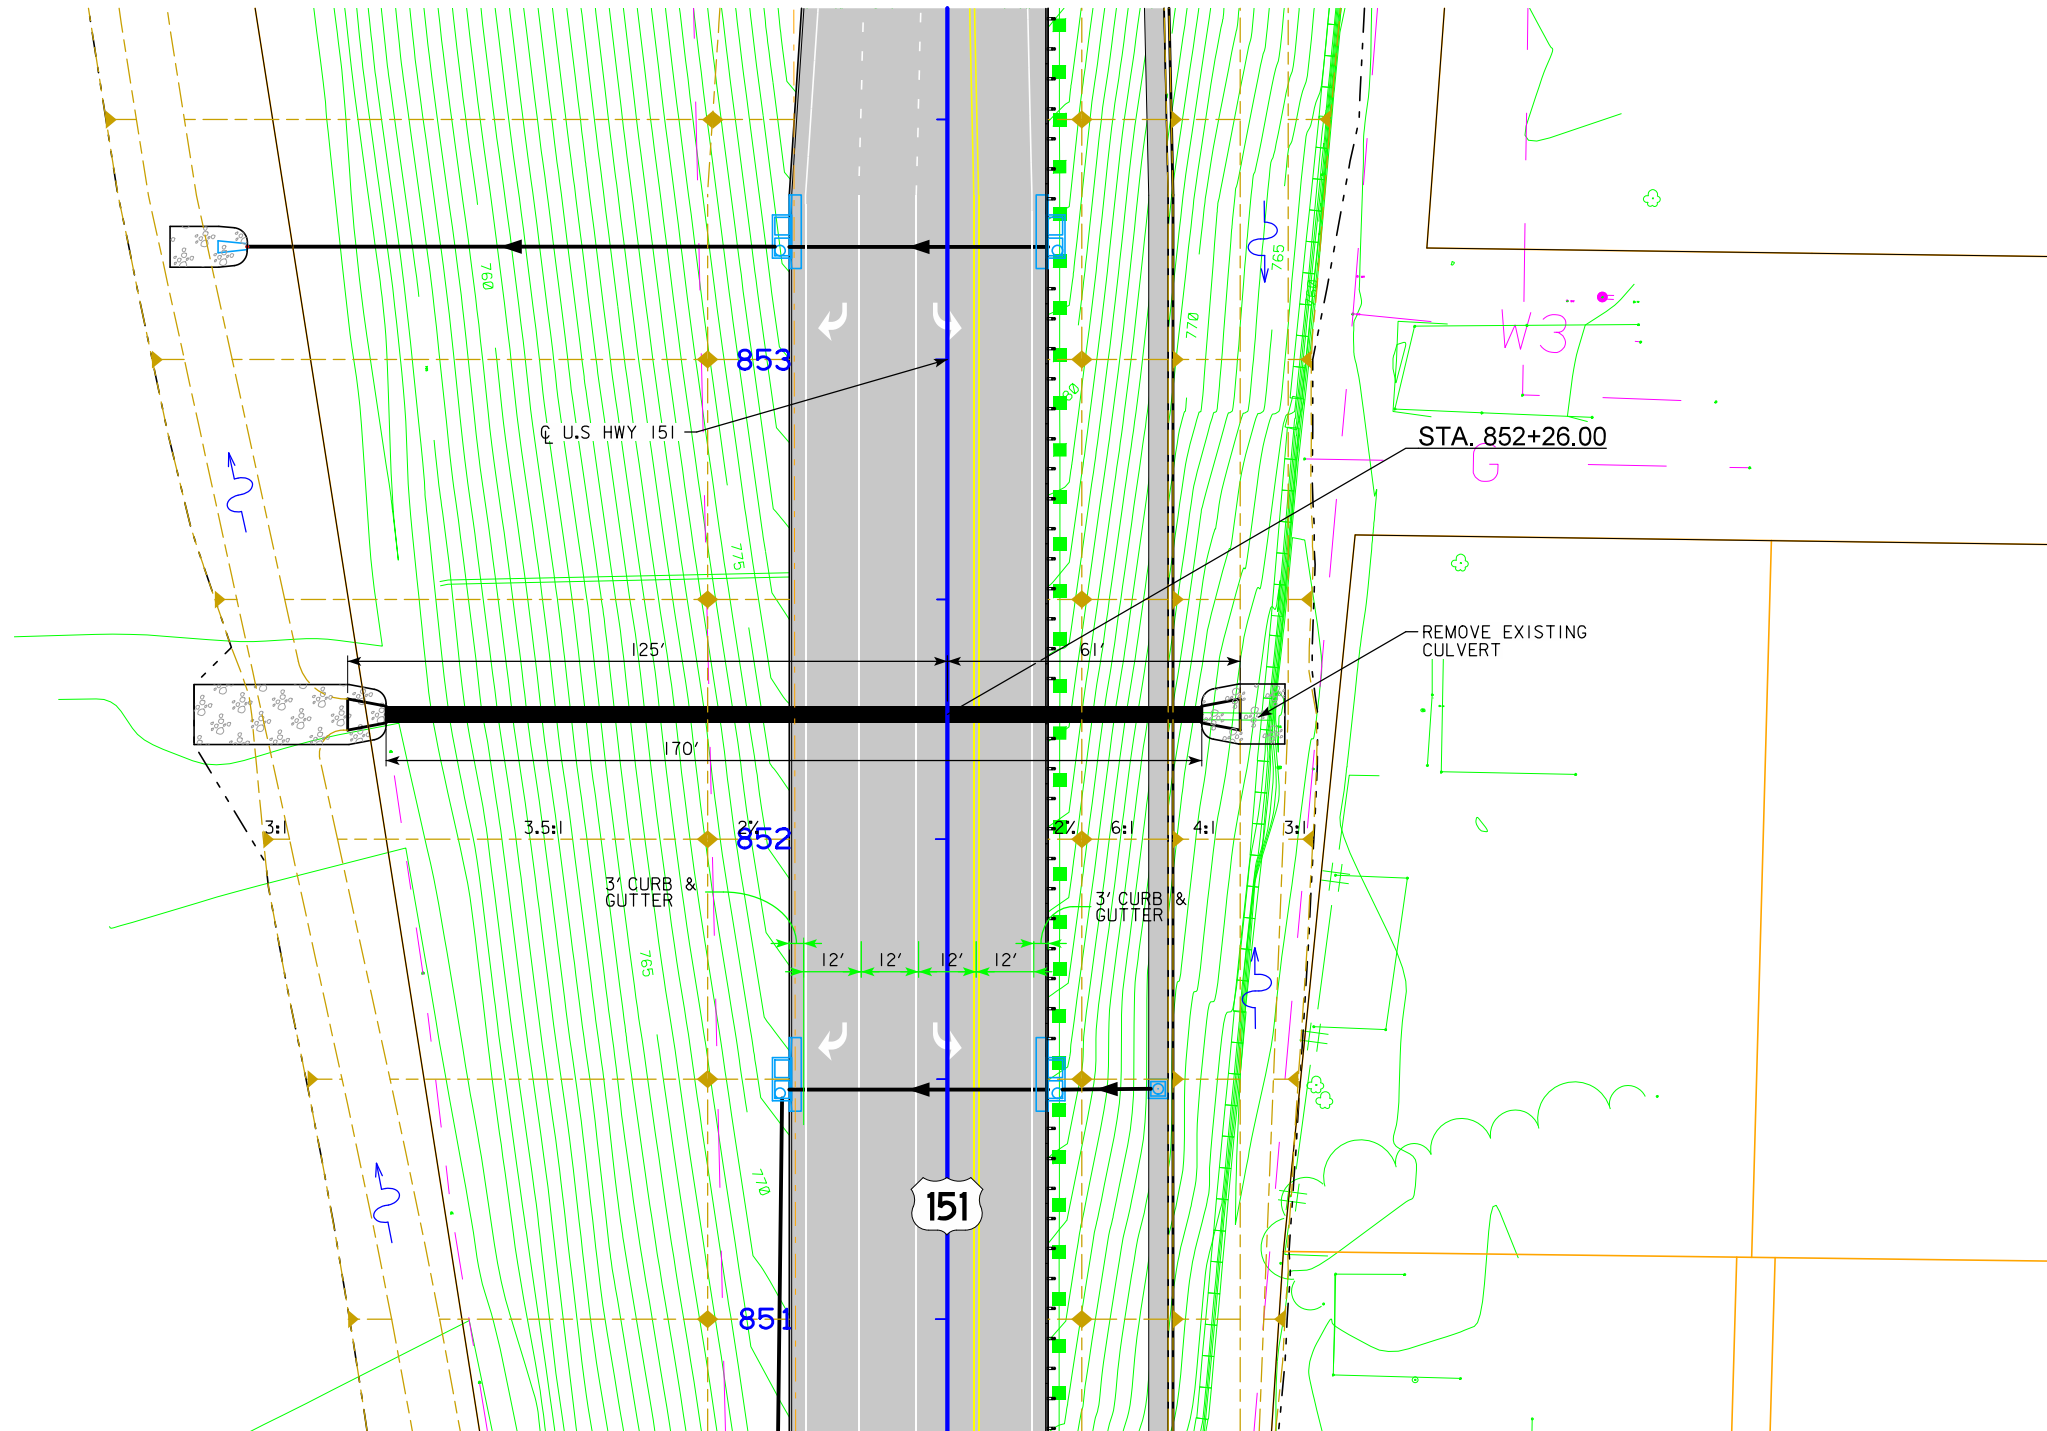 760
765
770
853
℄ U.S HWY 151
W3
80
STA. 852+26.00
G
775
125'
61'
REMOVE EXISTING
CULVERT
170'
3:1
3.5:1
2%
852
2%
6:1
4:1
3:1
3' CURB &
GUTTER
3' CURB &
GUTTER
765
12'
12'
12'
12'
770
151
851